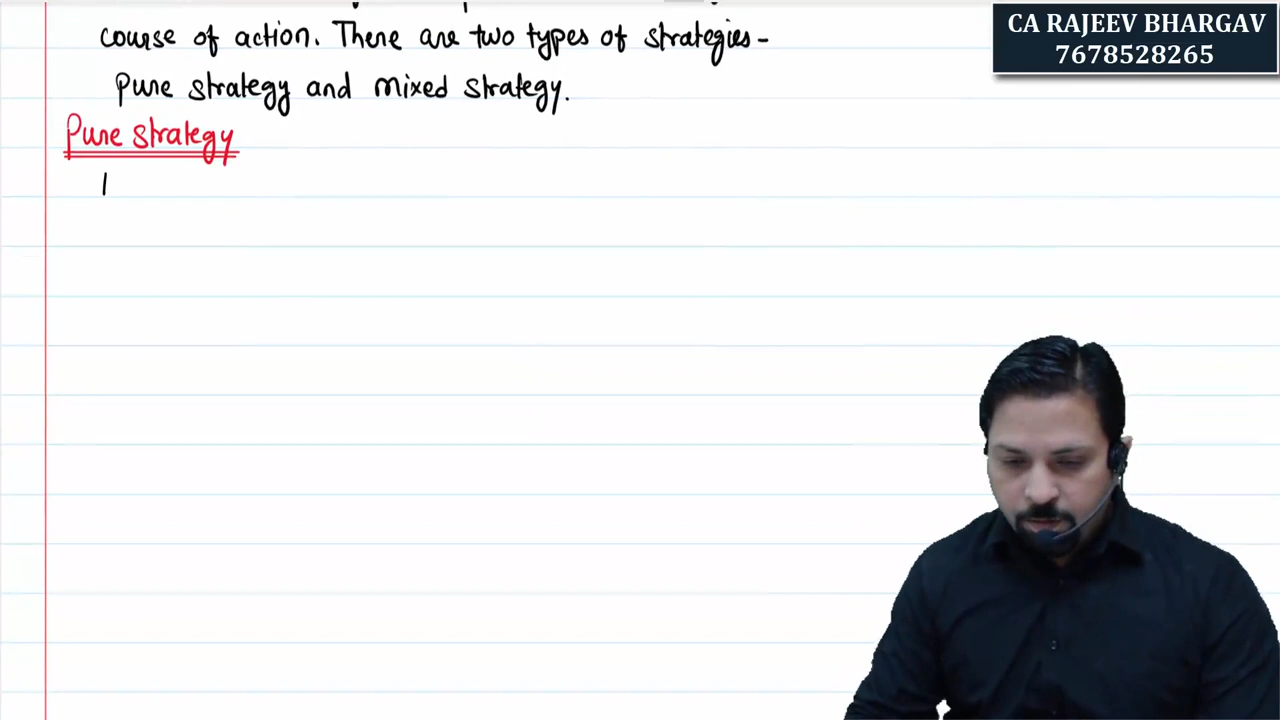 CA RAJEEV BHARGAV
7678528265
course of action. There are two types of strategies-
Pure strategy and mixed strategy.
Pure strategy